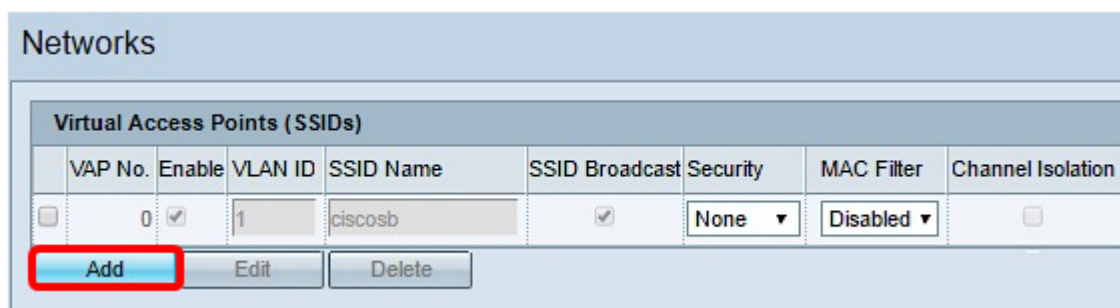 Networks
Virtual Access Points (SSIDs)
VAP No. Enable VLAN ID SSID Name SSID Broadcast Security MAC Filter Channel Isolation
0 1 ciscosb None Disabled
Add Edit Delete